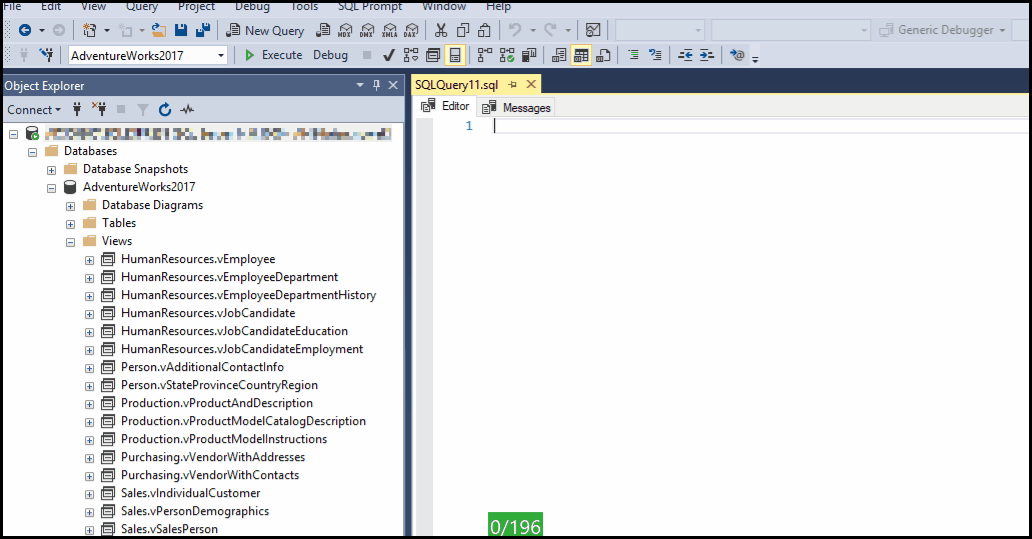 File Edit View Query Project Debug Tools SQL Prompt Window Help
New Query MDX DMX XMLA DAX Generic Debugger
AdventureWorks2017 Execute Debug
Object Explorer
Connect
Databases
Database Snapshots
AdventureWorks2017
Database Diagrams
Tables
Views
HumanResources.vEmployee
HumanResources.vEmployeeDepartment
HumanResources.vEmployeeDepartmentHistory
HumanResources.vJobCandidate
HumanResources.vJobCandidateEducation
HumanResources.vJobCandidateEmployment
Person.vAdditionalContactInfo
Person.vStateProvinceCountryRegion
Production.vProductAndDescription
Production.vProductModelCatalogDescription
Production.vProductModelInstructions
Purchasing.vVendorWithAddresses
Purchasing.vVendorWithContacts
Sales.vIndividualCustomer
Sales.vPersonDemographics
Sales.vSalesPerson
SQLQuery11.sql
Editor Messages
1
0/196